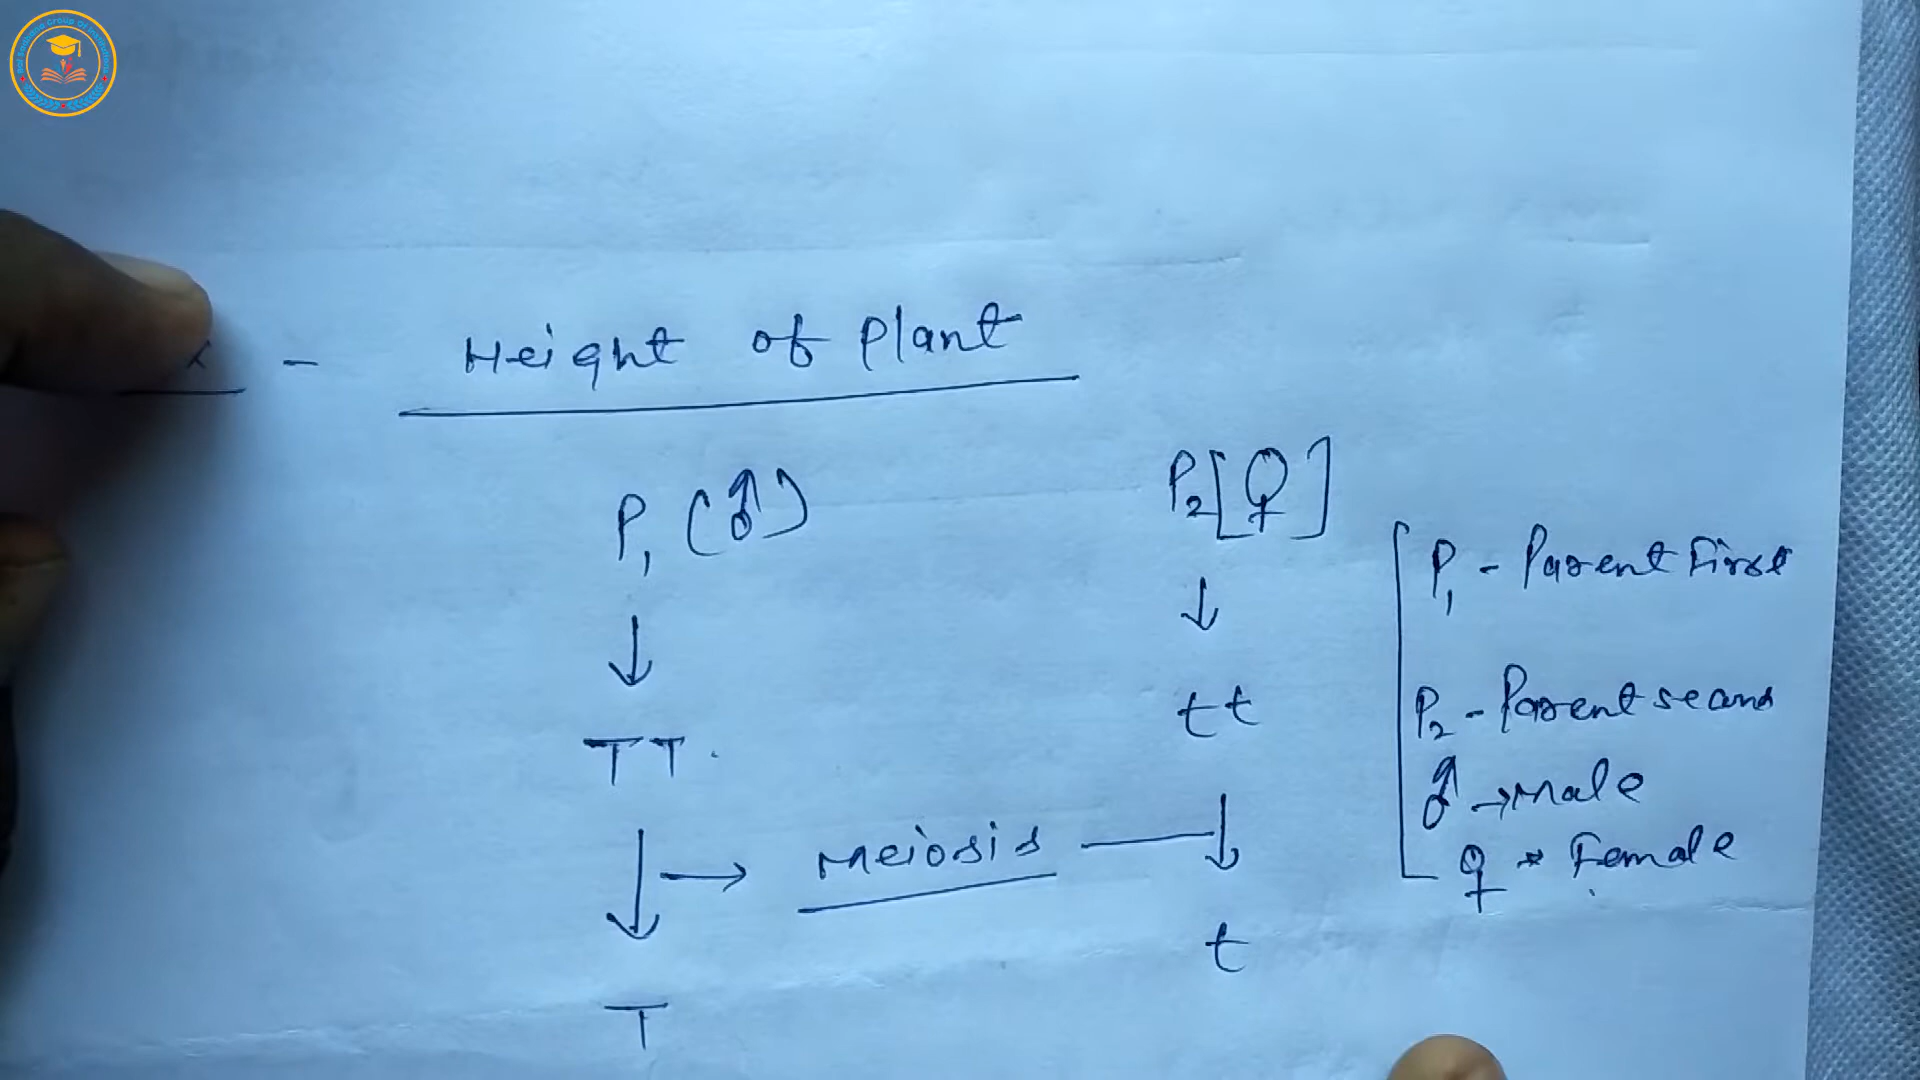 x - Height of Plant
P1 (♂) P2 [♀]
↓ ↓
TT. tt
↓ → Meiosis — ↓
T t
P1 - Parent First
P2 - Parent second
♂ → Male
♀ → Female